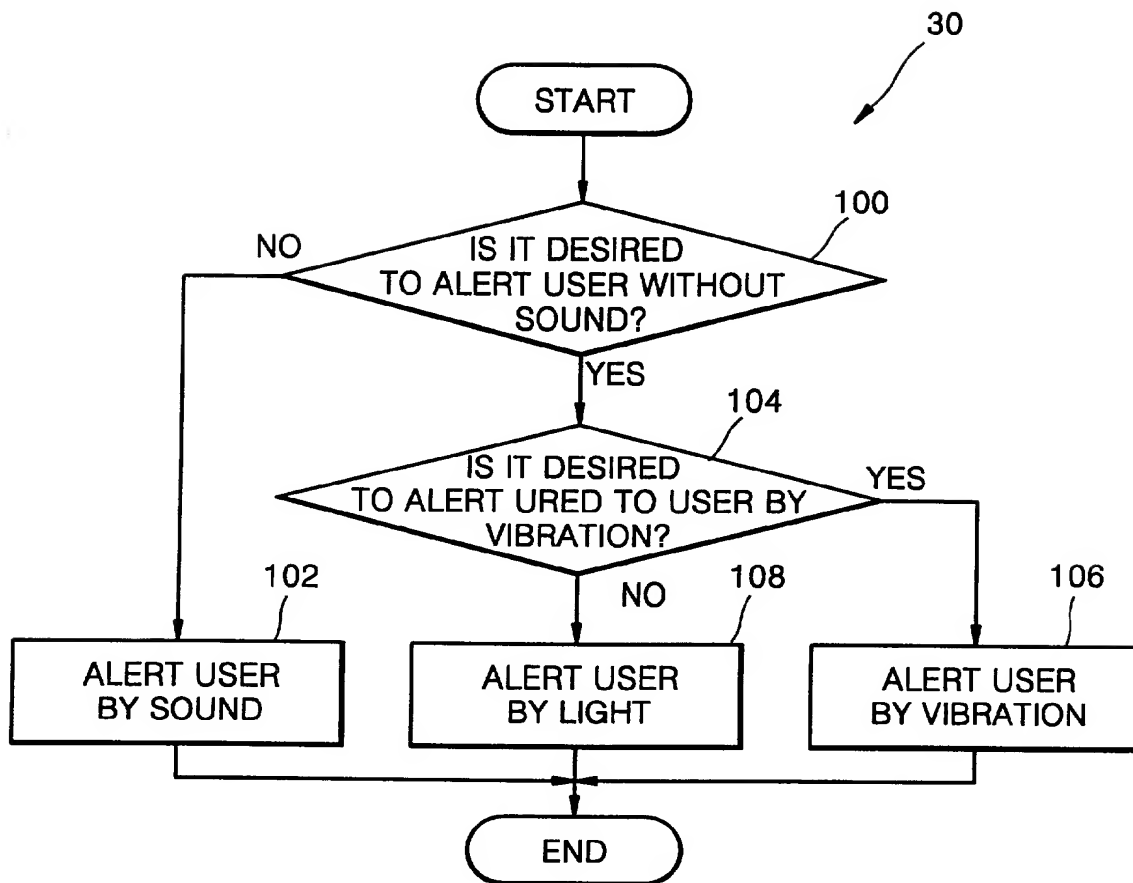 30
START
100
NO
IS IT DESIRED
TO ALERT USER WITHOUT
SOUND?
YES
104
IS IT DESIRED
TO ALERT URED TO USER BY
VIBRATION?
YES
NO
102
108
106
ALERT USER
BY SOUND
ALERT USER
BY LIGHT
ALERT USER
BY VIBRATION
END